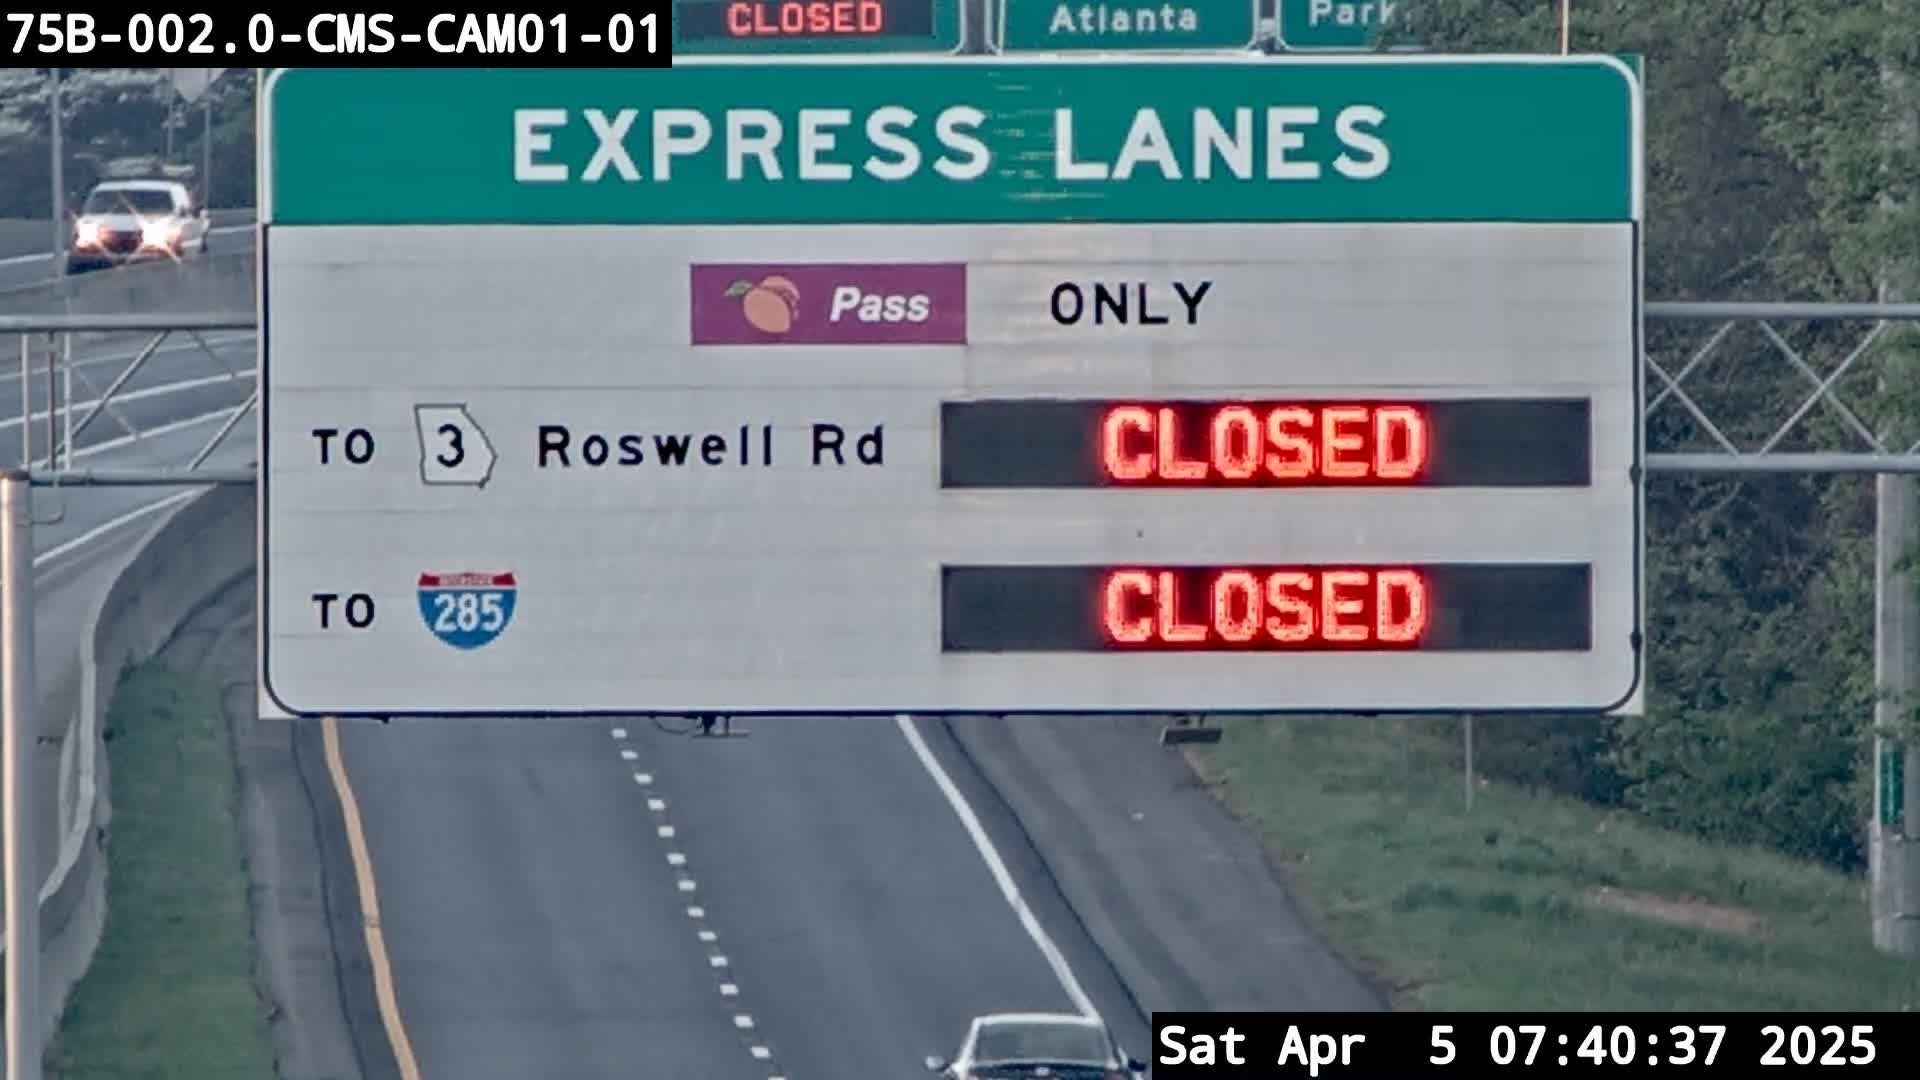 75B-002.0-CMS-CAM01-01
CLOSED
Atlanta
Park
EXPRESS LANES
Pass ONLY
TO 3 Roswell Rd CLOSED
TO 285 CLOSED
Sat Apr 5 07:40:37 2025